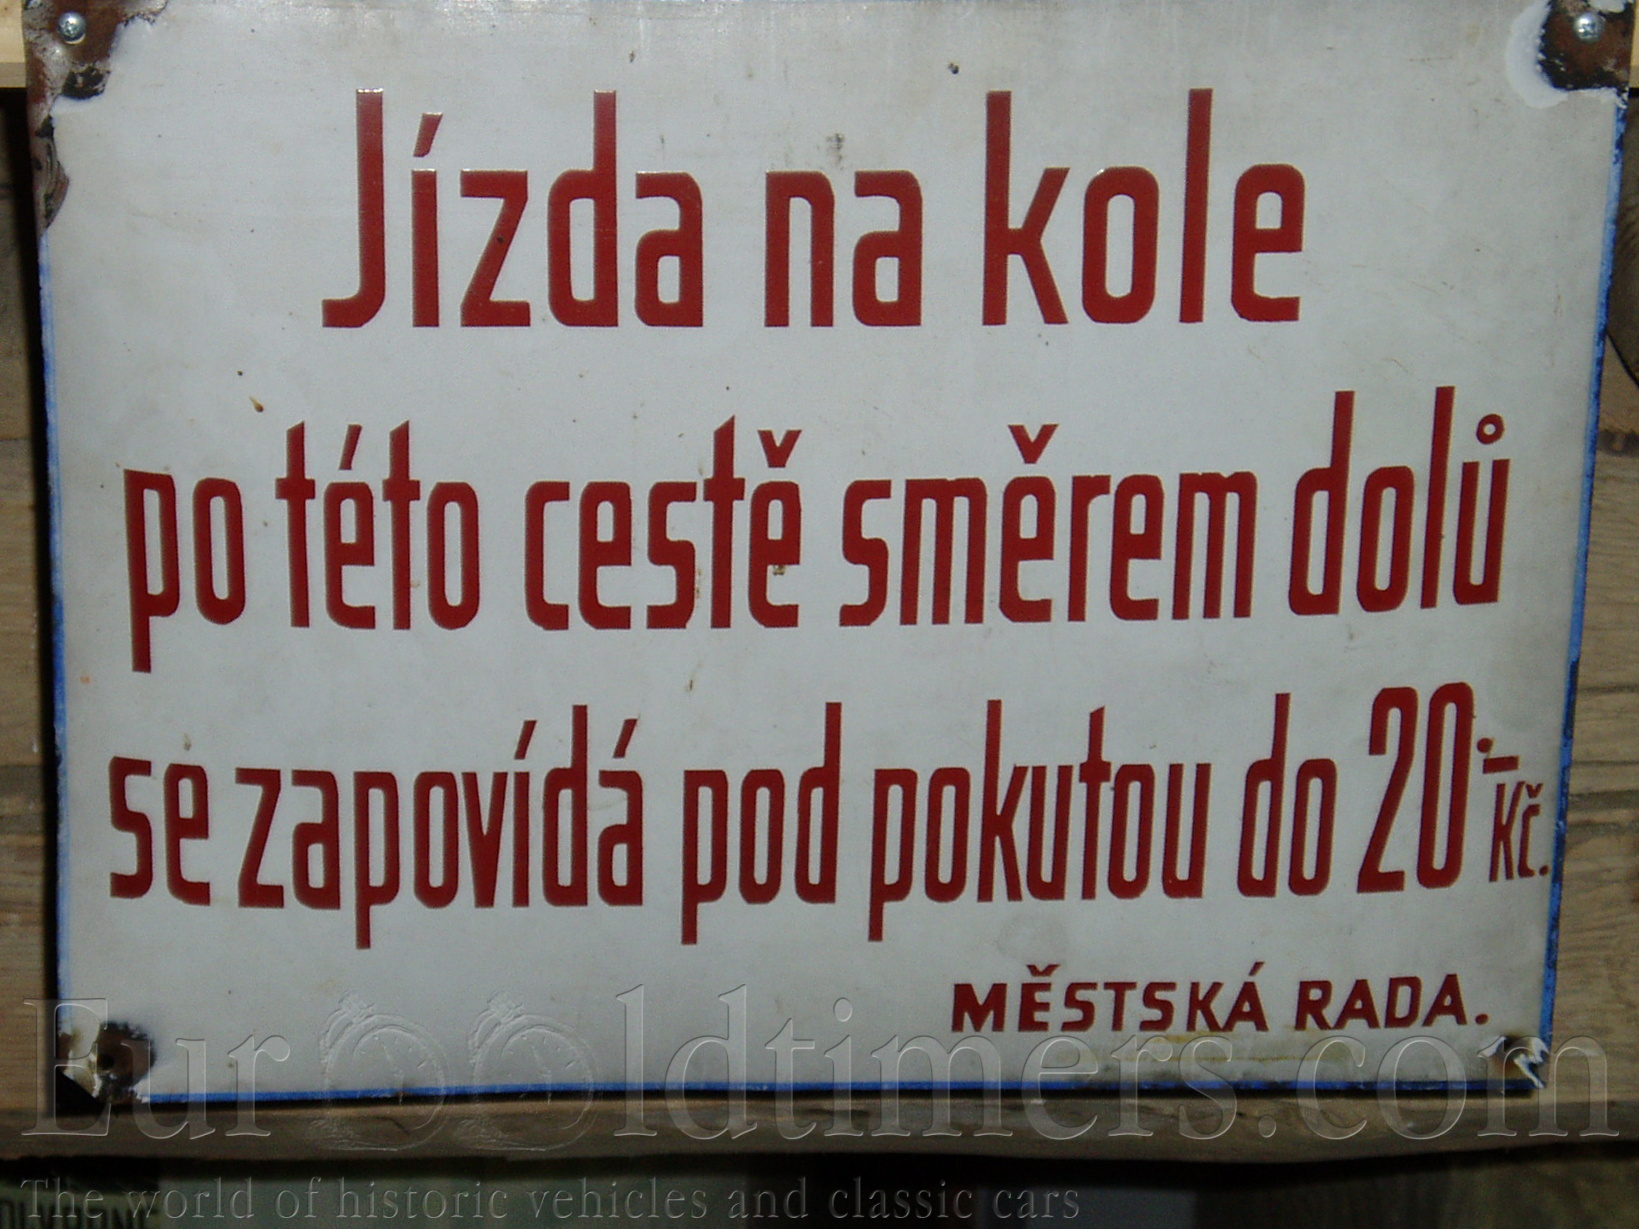 Jízda na kole
po této cestě směrem dolů
se zapovídá pod pokutou do 20.- Kč.
MĚSTSKÁ RADA.
EurOOldtimers.com
The world of historic vehicles and classic cars